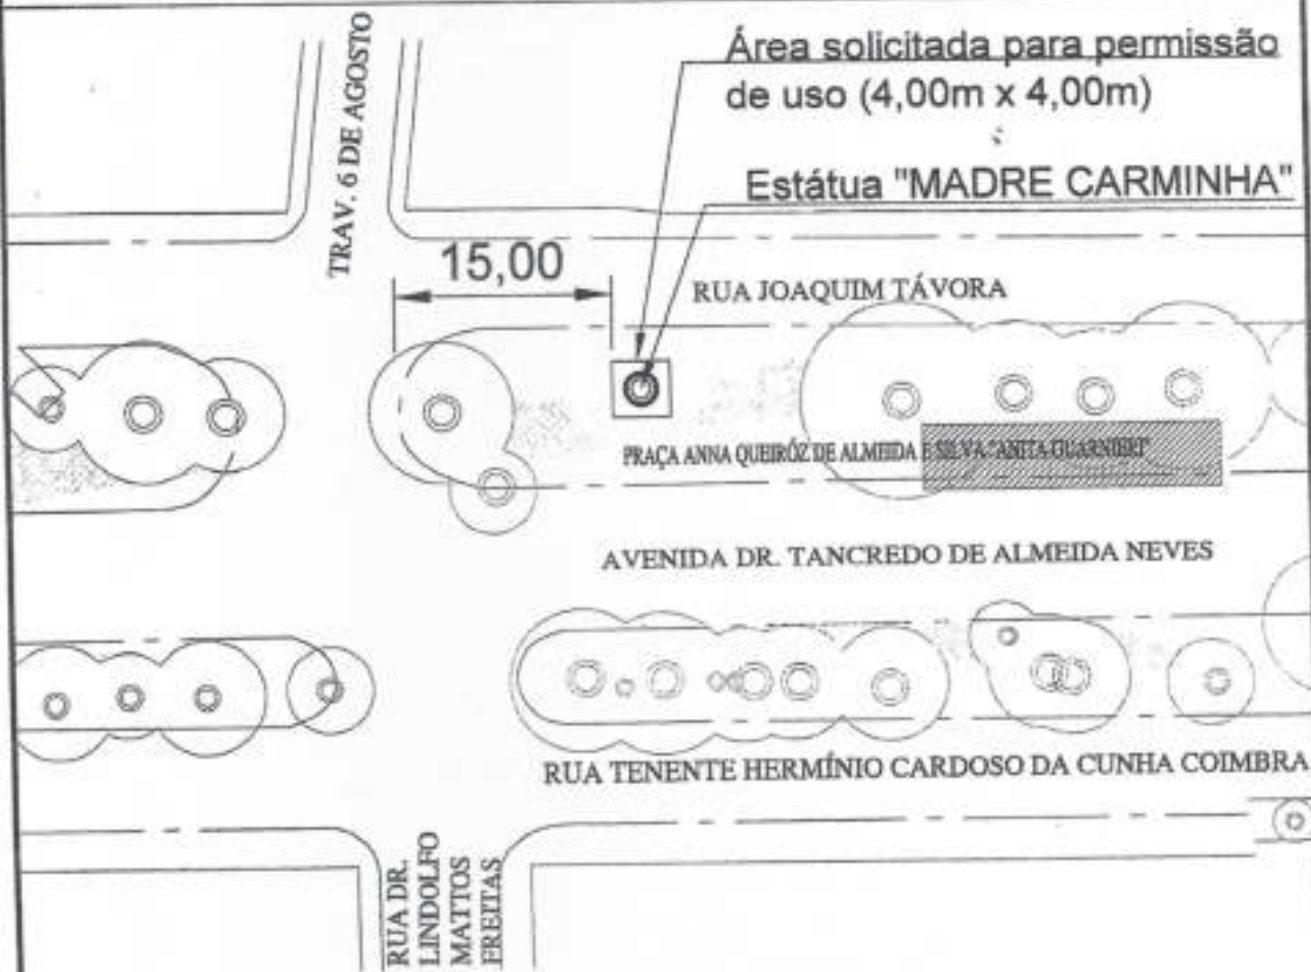 Área solicitada para permissão
de uso (4,00m x 4,00m)
Estátua "MADRE CARMINHA"
TRAV. 6 DE AGOSTO
15,00
RUA JOAQUIM TÁVORA
PRAÇA ANNA QUEIRÓZ DE ALMEIDA E SILVA "ANITA GUARNIERI"
AVENIDA DR. TANCREDO DE ALMEIDA NEVES
RUA TENENTE HERMÍNIO CARDOSO DA CUNHA COIMBRA
RUA DR.
LINDOLFO
MATTOS
FREITAS